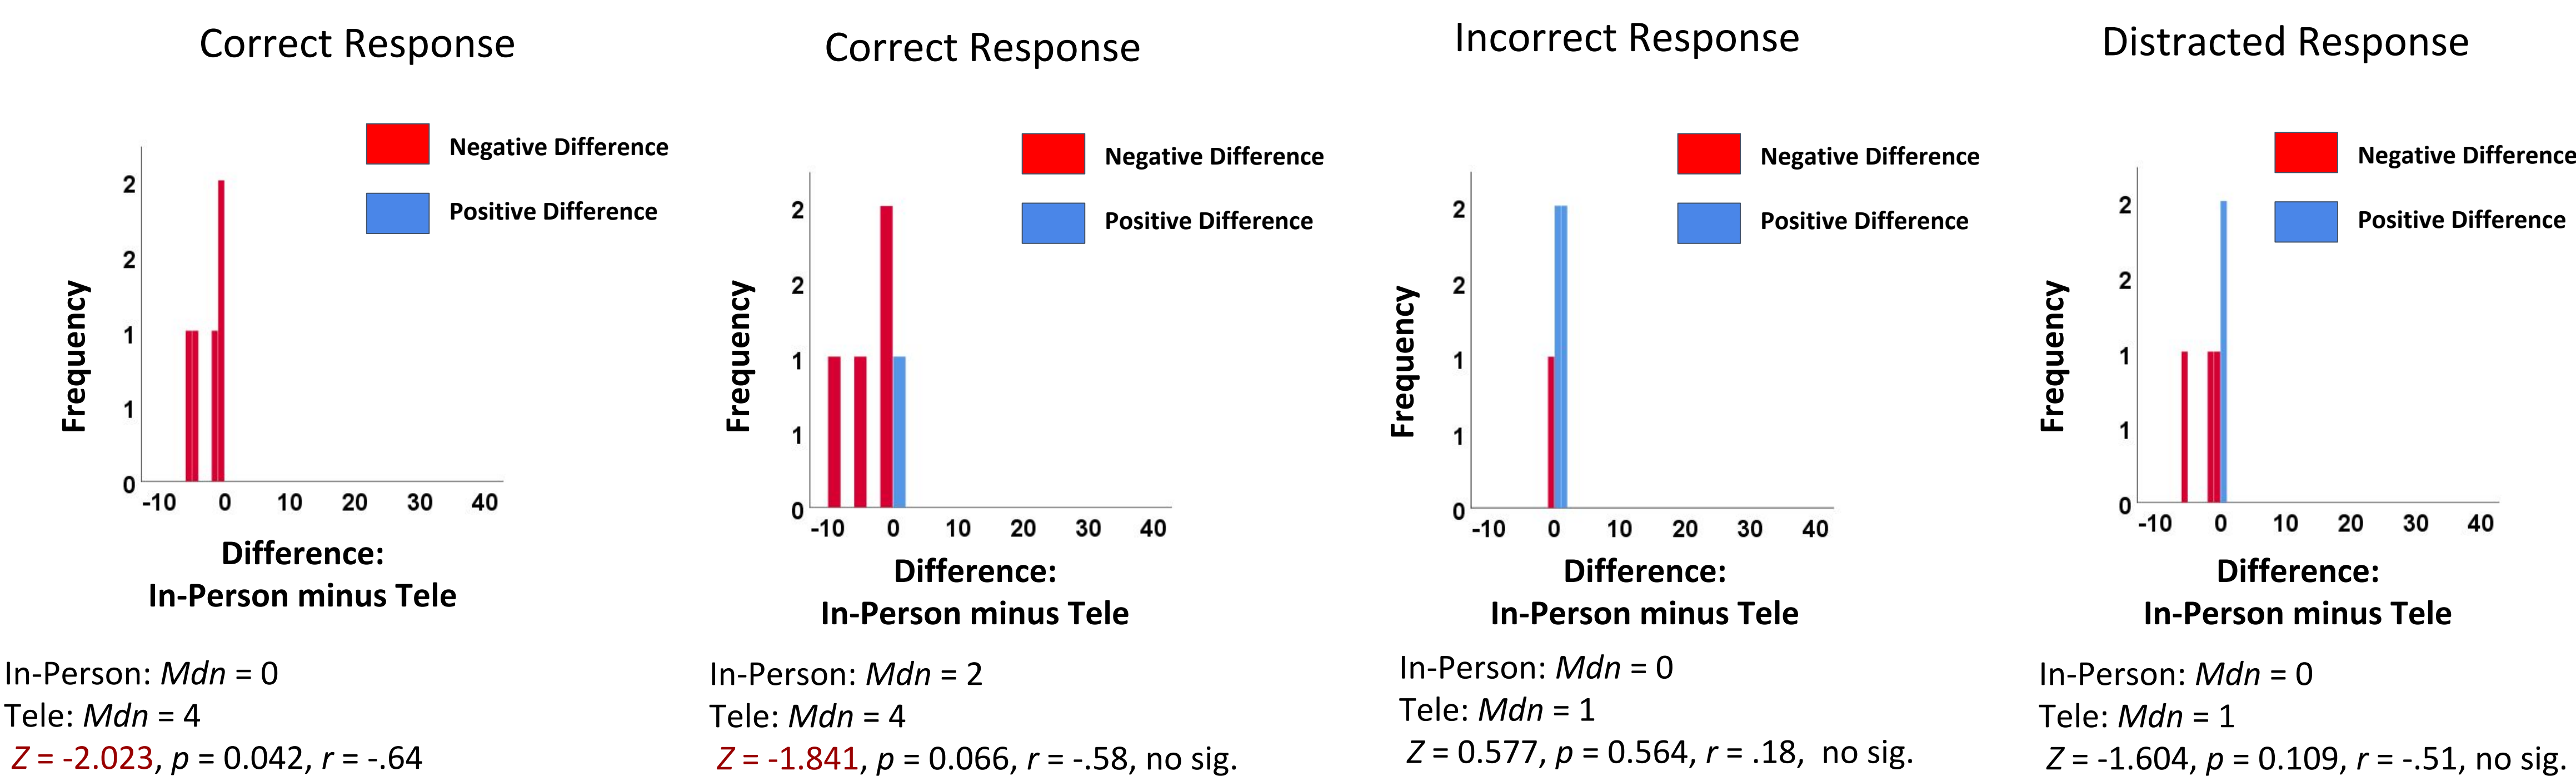 Correct Response
Negative Difference
Positive Difference
Frequency
2
2
1
1
0
-10 0 10 20 30 40
Difference:
In-Person minus Tele
In-Person: Mdn = 0
Tele: Mdn = 4
Z = -2.023, p = 0.042, r = -.64
Correct Response
Negative Difference
Positive Difference
Frequency
2
2
1
1
0
-10 0 10 20 30 40
Difference:
In-Person minus Tele
In-Person: Mdn = 2
Tele: Mdn = 4
Z = -1.841, p = 0.066, r = -.58, no sig.
Incorrect Response
Negative Difference
Positive Difference
Frequency
2
2
1
1
0
-10 0 10 20 30 40
Difference:
In-Person minus Tele
In-Person: Mdn = 0
Tele: Mdn = 1
Z = 0.577, p = 0.564, r = .18, no sig.
Distracted Response
Negative Difference
Positive Difference
Frequency
2
2
1
1
0
-10 0 10 20 30 40
Difference:
In-Person minus Tele
In-Person: Mdn = 0
Tele: Mdn = 1
Z = -1.604, p = 0.109, r = -.51, no sig.